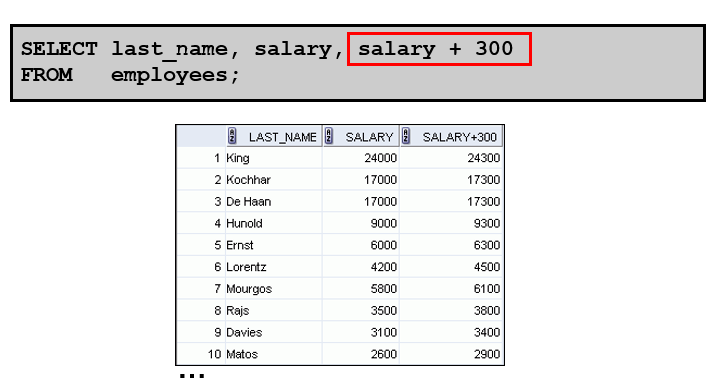 SELECT last_name, salary, salary + 300
FROM   employees;
LAST_NAME SALARY SALARY+300
1 King 24000 24300
2 Kochhar 17000 17300
3 De Haan 17000 17300
4 Hunold 9000 9300
5 Ernst 6000 6300
6 Lorentz 4200 4500
7 Mourgos 5800 6100
8 Rajs 3500 3800
9 Davies 3100 3400
10 Matos 2600 2900
...